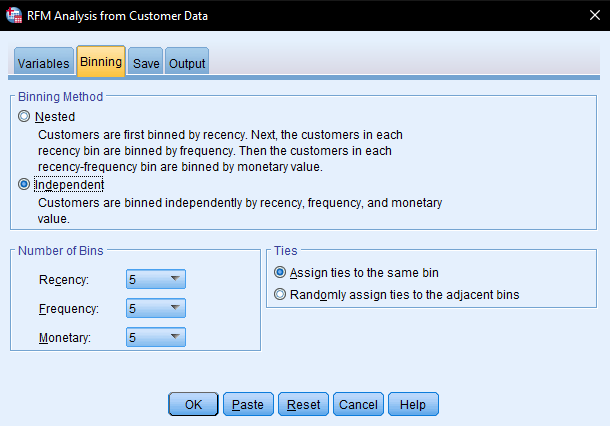 RFM Analysis from Customer Data
Variables Binning Save Output
Binning Method
Nested
Customers are first binned by recency. Next, the customers in each
recency bin are binned by frequency. Then the customers in each
recency-frequency bin are binned by monetary value.
Independent
Customers are binned independently by recency, frequency, and monetary
value.
Number of Bins
Recency: 5
Frequency: 5
Monetary: 5
Ties
Assign ties to the same bin
Randomly assign ties to the adjacent bins
OK Paste Reset Cancel Help